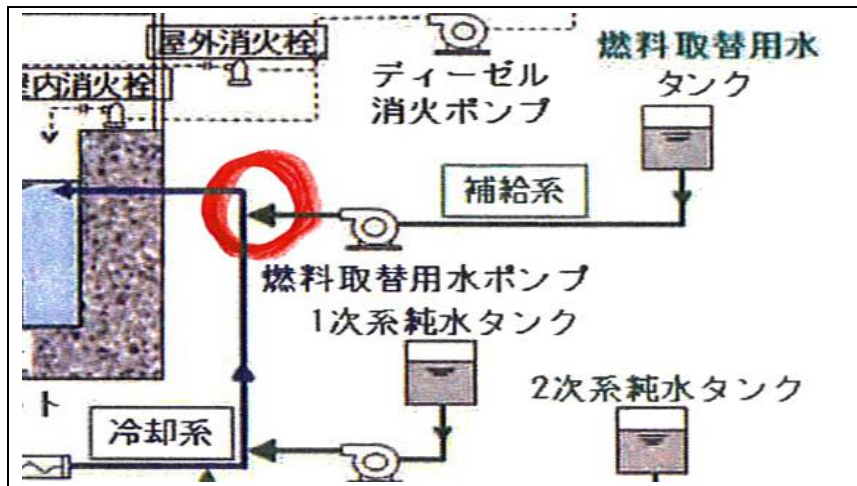 屋外消火栓
屋内消火栓
ディーゼル
消火ポンプ
燃料取替用水
タンク
補給系
燃料取替用水ポンプ
1次系純水タンク
2次系純水タンク
ト
冷却系